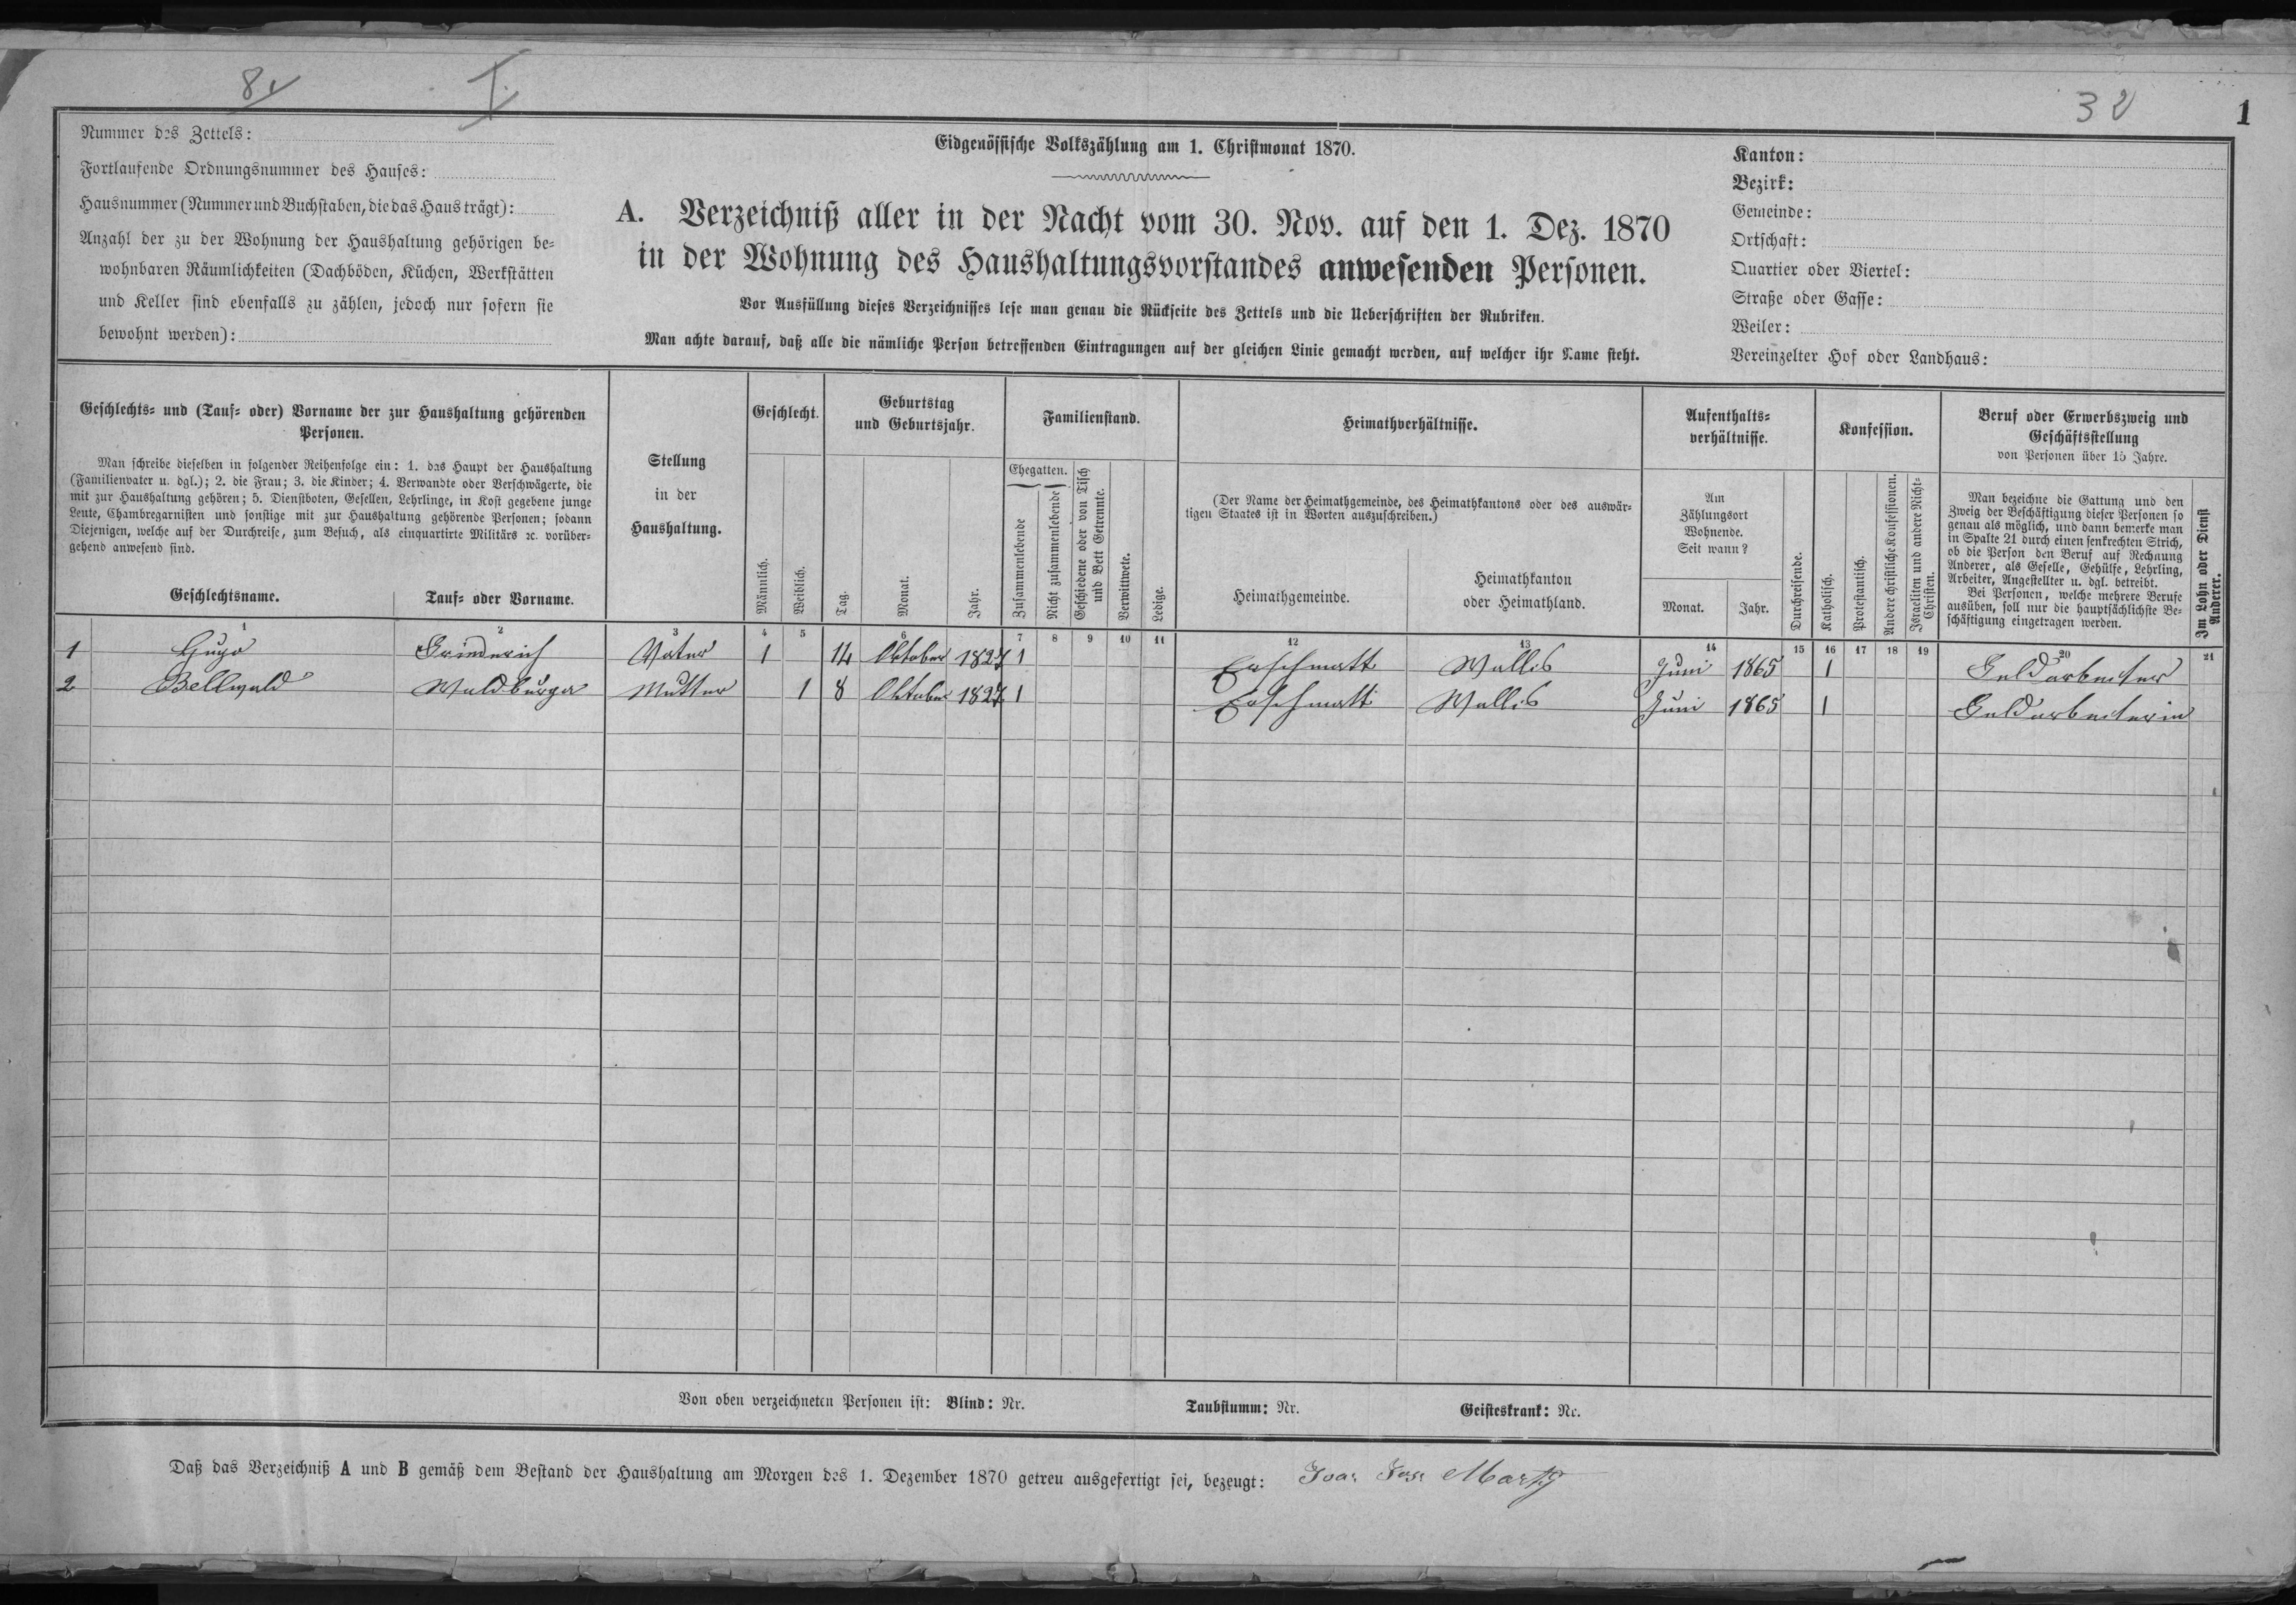 8
I.
32
1
Nummer des Zettels:
Fortlaufende Ordnungsnummer des Hauses:
Hausnummer (Nummer und Buchstaben, die das Haus trägt):
Anzahl der zu der Wohnung der Haushaltung gehörigen be=
wohnbaren Räumlichkeiten (Dachböden, Küchen, Werkstätten
und Keller sind ebenfalls zu zählen, jedoch nur sofern sie
bewohnt werden):
Eidgenössische Volkszählung am 1. Christmonat 1870.
A. Verzeichniß aller in der Nacht vom 30. Nov. auf den 1. Dez. 1870
in der Wohnung des Haushaltungsvorstandes anwesenden Personen.
Vor Ausfüllung dieses Verzeichnisses lese man genau die Rückseite des Zettels und die Ueberschriften der Rubriken.
Man achte darauf, daß alle die nämliche Person betreffenden Eintragungen auf der gleichen Linie gemacht werden, auf welcher ihr Name steht.
Kanton:
Bezirk:
Gemeinde:
Ortschaft:
Quartier oder Viertel:
Straße oder Gasse:
Weiler:
Vereinzelter Hof oder Landhaus:
Geschlechts= und (Tauf= oder) Vorname der zur Haushaltung gehörenden
Personen.
Man schreibe dieselben in folgender Reihenfolge ein: 1. das Haupt der Haushaltung
(Familienvater u. dgl.); 2. die Frau; 3. die Kinder; 4. Verwandte oder Verschwägerte, die
mit zur Haushaltung gehören; 5. Dienstboten, Gesellen, Lehrlinge, in Kost gegebene junge
Leute, Chambregarnisten und sonstige mit zur Haushaltung gehörende Personen; sodann
Diejenigen, welche auf der Durchreise, zum Besuch, als einquartirte Militärs ꝛc. vorüber=
gehend anwesend sind.
Geschlechtsname.
Tauf= oder Vorname.
Stellung
in der
Haushaltung.
Geschlecht.
Männlich.
Weiblich.
Geburtstag
und Geburtsjahr.
Tag.
Monat.
Jahr.
Familienstand.
Ehegatten.
Zusammenlebende
Nicht zusammenlebende
Geschiedene oder von Tisch
und Bett Getrennte.
Verwittwete.
Ledige.
Heimathverhältnisse.
(Der Name der Heimathgemeinde, des Heimathkantons oder des auswär=
tigen Staates ist in Worten auszuschreiben.)
Heimathgemeinde.
Heimathkanton
oder Heimathland.
Aufenthalts=
verhältnisse.
Am
Zählungsort
Wohnende.
Seit wann?
Monat.
Jahr.
Durchreisende.
Konfession.
Katholisch.
Protestantisch.
Andere christliche Konfessionen.
Israeliten und andere Nicht=
Christen.
Beruf oder Erwerbszweig und
Geschäftsstellung
von Personen über 15 Jahre.
Man bezeichne die Gattung und den
Zweig der Beschäftigung dieser Personen so
genau als möglich, und dann bemerke man
in Spalte 21 durch einen senkrechten Strich,
ob die Person den Beruf auf Rechnung
Anderer, als Geselle, Gehülfe, Lehrling,
Arbeiter, Angestellter u. dgl. betreibt.
Bei Personen, welche mehrere Berufe
ausüben, soll nur die hauptsächlichste Be=
schäftigung eingetragen werden.
Im Lohn oder Dienst
Anderer.
1 2 3 4 5 6 7 8 9 10 11 12 13 14 15 16 17 18 19 20 21
1 Hugo Friederich Vater 1 14 Oktober 1827 1 Erschmatt Wallis Juni 1865 1 Feldarbeiter
2 Bellwald Waldburga Mutter 1 8 Oktober 1827 1 Erschmatt Wallis Juni 1865 1 Feldarbeiterin
Von oben verzeichneten Personen ist: Blind: Nr. Taubstumm: Nr. Geisteskrank: Nr.
Daß das Verzeichniß A und B gemäß dem Bestand der Haushaltung am Morgen des 1. Dezember 1870 getreu ausgefertigt sei, bezeugt: Joa: Jos: Marty